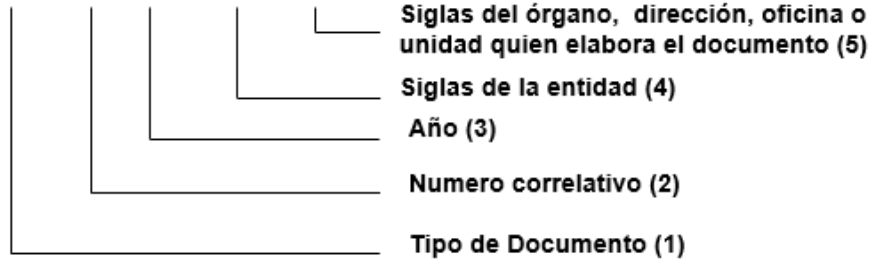 Siglas del órgano, dirección, oficina o
unidad quien elabora el documento (5)
Siglas de la entidad (4)
Año (3)
Numero correlativo (2)
Tipo de Documento (1)